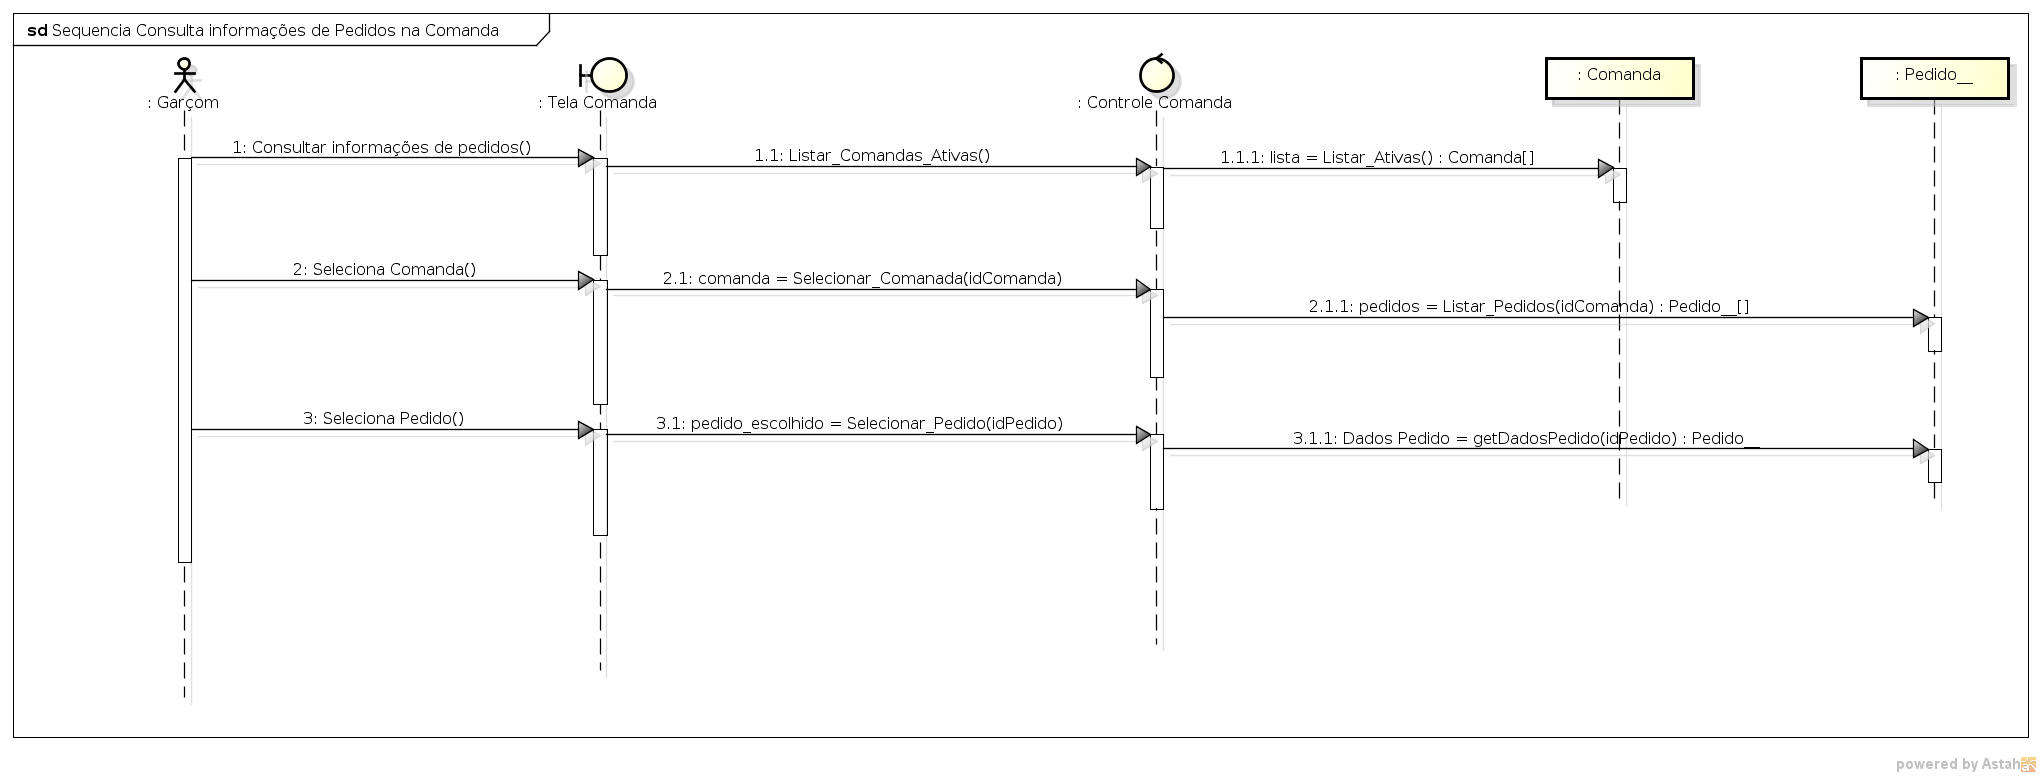 sd Sequencia Consulta informações de Pedidos na Comanda
: Garçom
: Tela Comanda
: Controle Comanda
: Comanda
: Pedido__
1: Consultar informações de pedidos()
1.1: Listar_Comandas_Ativas()
1.1.1: lista = Listar_Ativas() : Comanda[]
2: Seleciona Comanda()
2.1: comanda = Selecionar_Comanada(idComanda)
2.1.1: pedidos = Listar_Pedidos(idComanda) : Pedido__[]
3: Seleciona Pedido()
3.1: pedido_escolhido = Selecionar_Pedido(idPedido)
3.1.1: Dados Pedido = getDadosPedido(idPedido) : Pedido__
powered by Astah